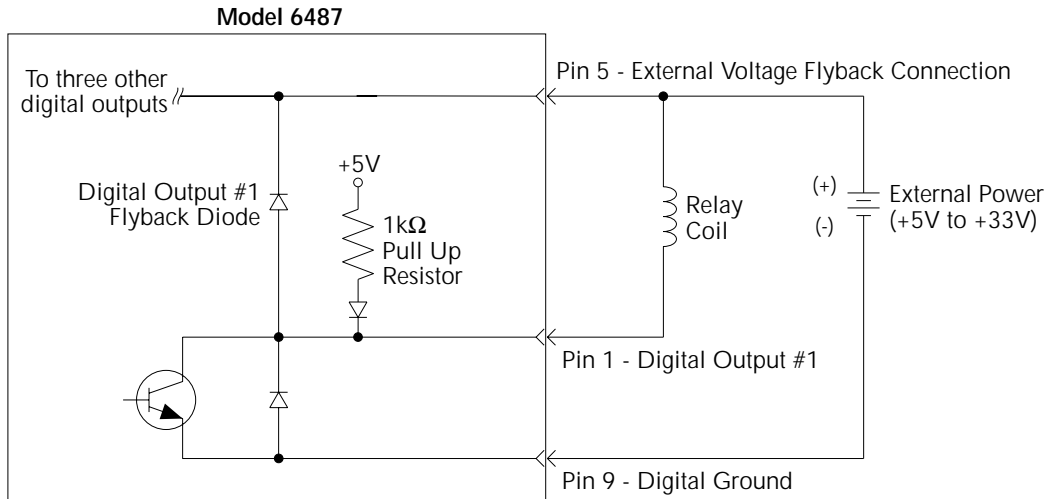 Model 6487
To three other
digital outputs
Pin 5 - External Voltage Flyback Connection
+5V
Digital Output #1
Flyback Diode
1kΩ
Pull Up
Resistor
Relay
Coil
(+)
(-)
External Power
(+5V to +33V)
Pin 1 - Digital Output #1
Pin 9 - Digital Ground